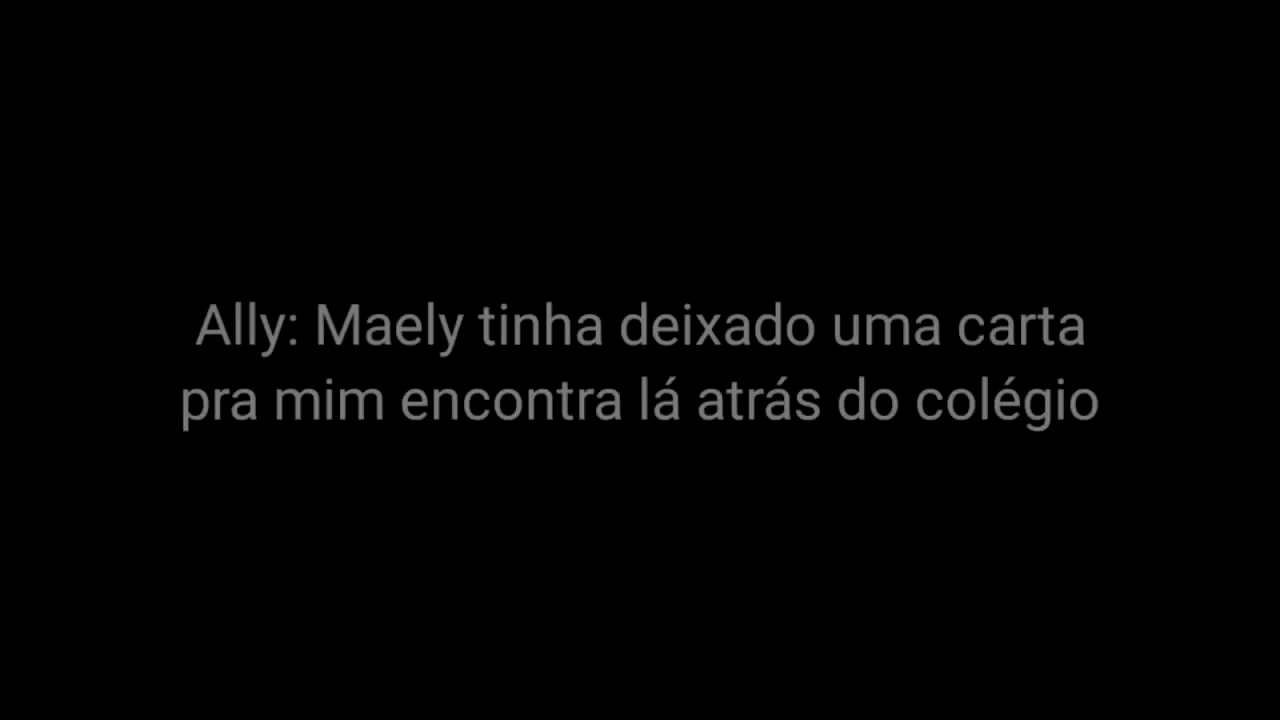 Ally: Maely tinha deixado uma carta
pra mim encontra lá atrás do colégio